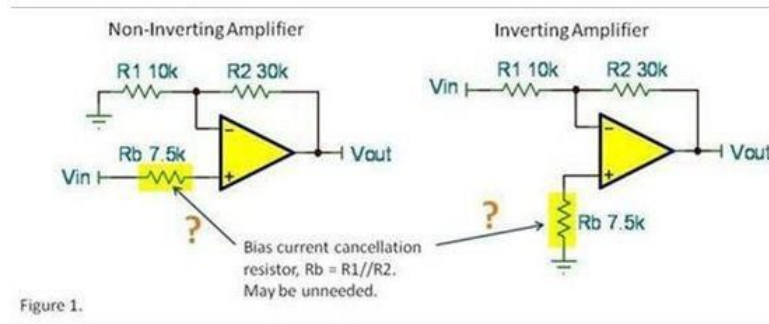 Non-Inverting Amplifier
R1 10k R2 30k
-
Rb 7.5k
Vin
+
Vout
Inverting Amplifier
Vin
R1 10k R2 30k
-
+
Vout
Rb 7.5k
?
?
Bias current cancellation
resistor, Rb = R1//R2.
May be unneeded.
Figure 1.